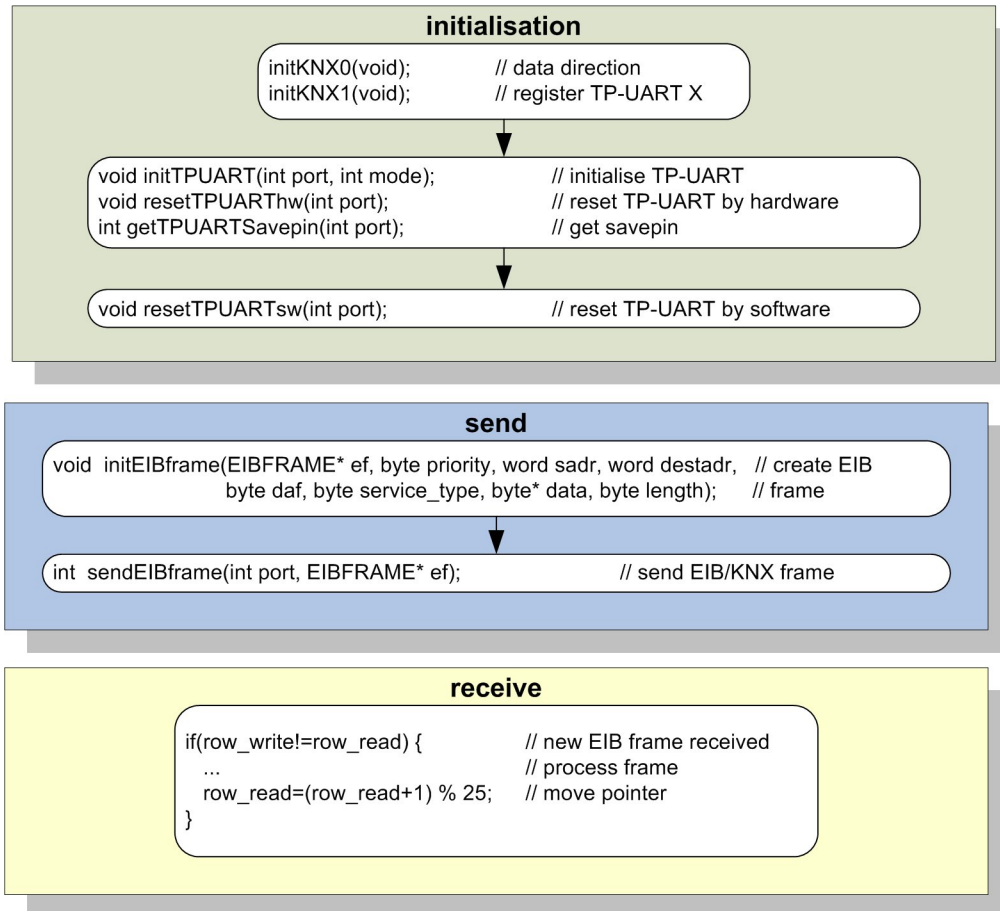 initialisation
initKNX0(void); // data direction
initKNX1(void); // register TP-UART X
void initTPUART(int port, int mode); // initialise TP-UART
void resetTPUARThw(int port); // reset TP-UART by hardware
int getTPUARTSavepin(int port); // get savepin
void resetTPUARTsw(int port); // reset TP-UART by software
send
void initEIBframe(EIBFRAME* ef, byte priority, word sadr, word destadr, // create EIB
byte daf, byte service_type, byte* data, byte length); // frame
int sendEIBframe(int port, EIBFRAME* ef); // send EIB/KNX frame
receive
if(row_write!=row_read) { // new EIB frame received
... // process frame
row_read=(row_read+1) % 25; // move pointer
}